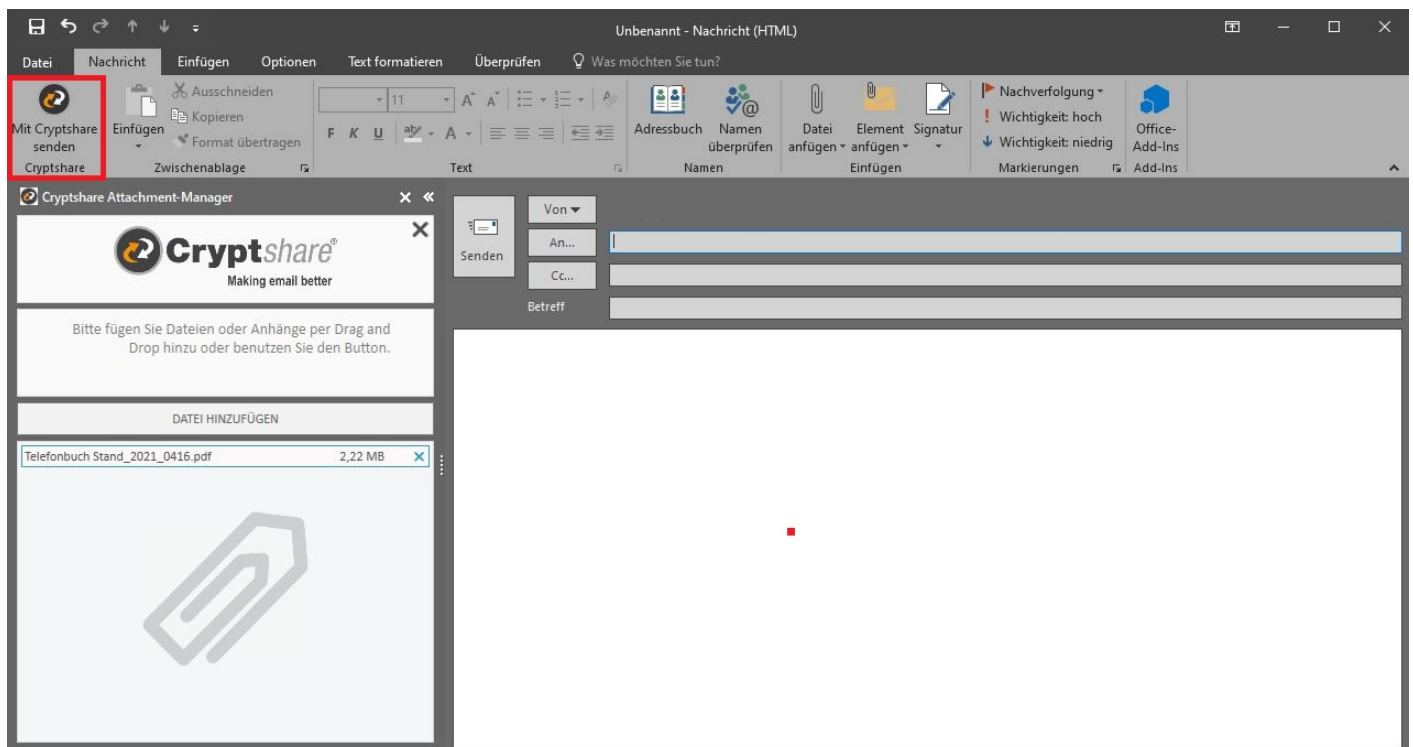 Unbenannt - Nachricht (HTML)
Datei Nachricht Einfügen Optionen Text formatieren Überprüfen Was möchten Sie tun?
Mit Cryptshare senden
Cryptshare
Einfügen
Ausschneiden
Kopieren
Format übertragen
Zwischenablage
11
F K U
Text
Adressbuch
Namen überprüfen
Namen
Datei anfügen
Element anfügen
Signatur
Einfügen
Nachverfolgung
Wichtigkeit: hoch
Wichtigkeit: niedrig
Markierungen
Office-Add-Ins
Add-Ins
Cryptshare Attachment-Manager
Cryptshare®
Making email better
Bitte fügen Sie Dateien oder Anhänge per Drag and
Drop hinzu oder benutzen Sie den Button.
DATEI HINZUFÜGEN
Telefonbuch Stand_2021_0416.pdf 2,22 MB
Senden
Von
An...
Cc...
Betreff